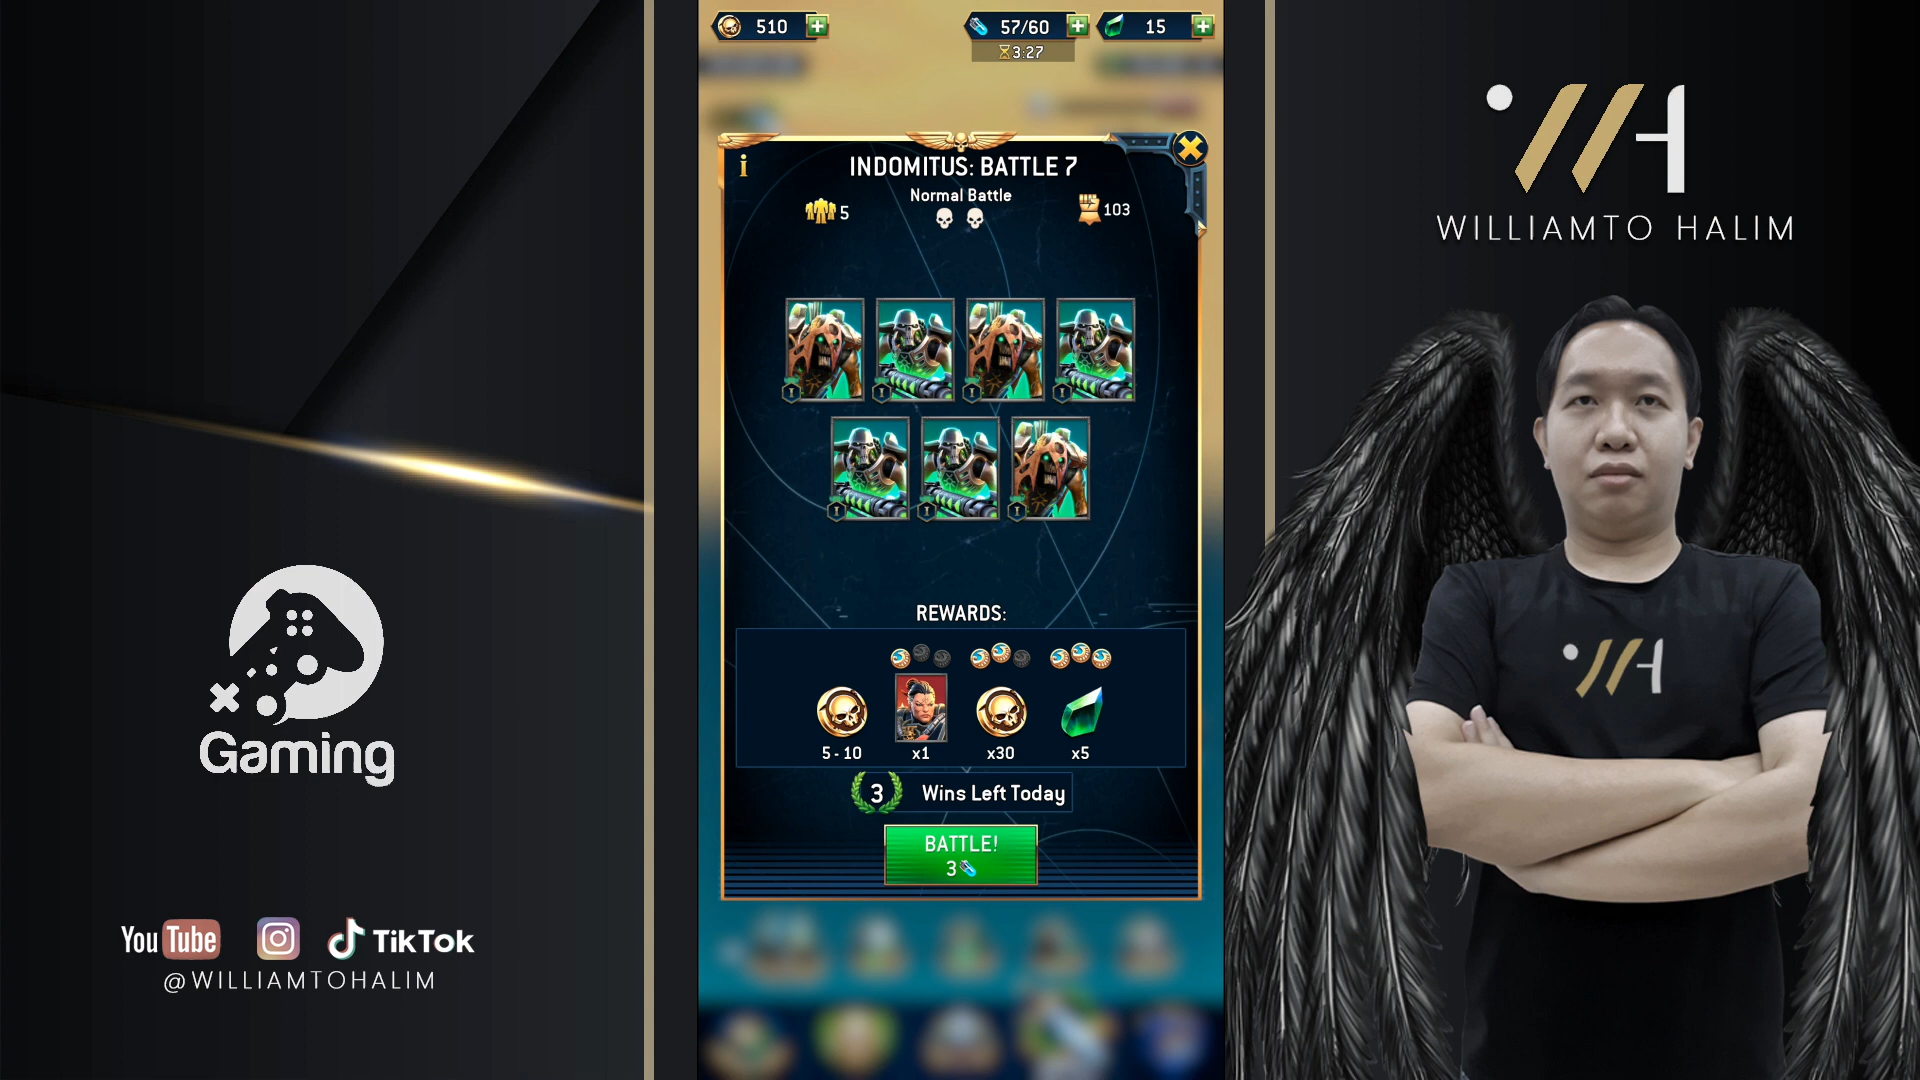 510
57/60
15
3:27
INDOMITUS: BATTLE 7
Normal Battle
5
103
REWARDS:
5 - 10
x1
x30
x5
3 Wins Left Today
BATTLE!
3
Gaming
YouTube
TikTok
@WILLIAMTOHALIM
WILLIAMTO HALIM